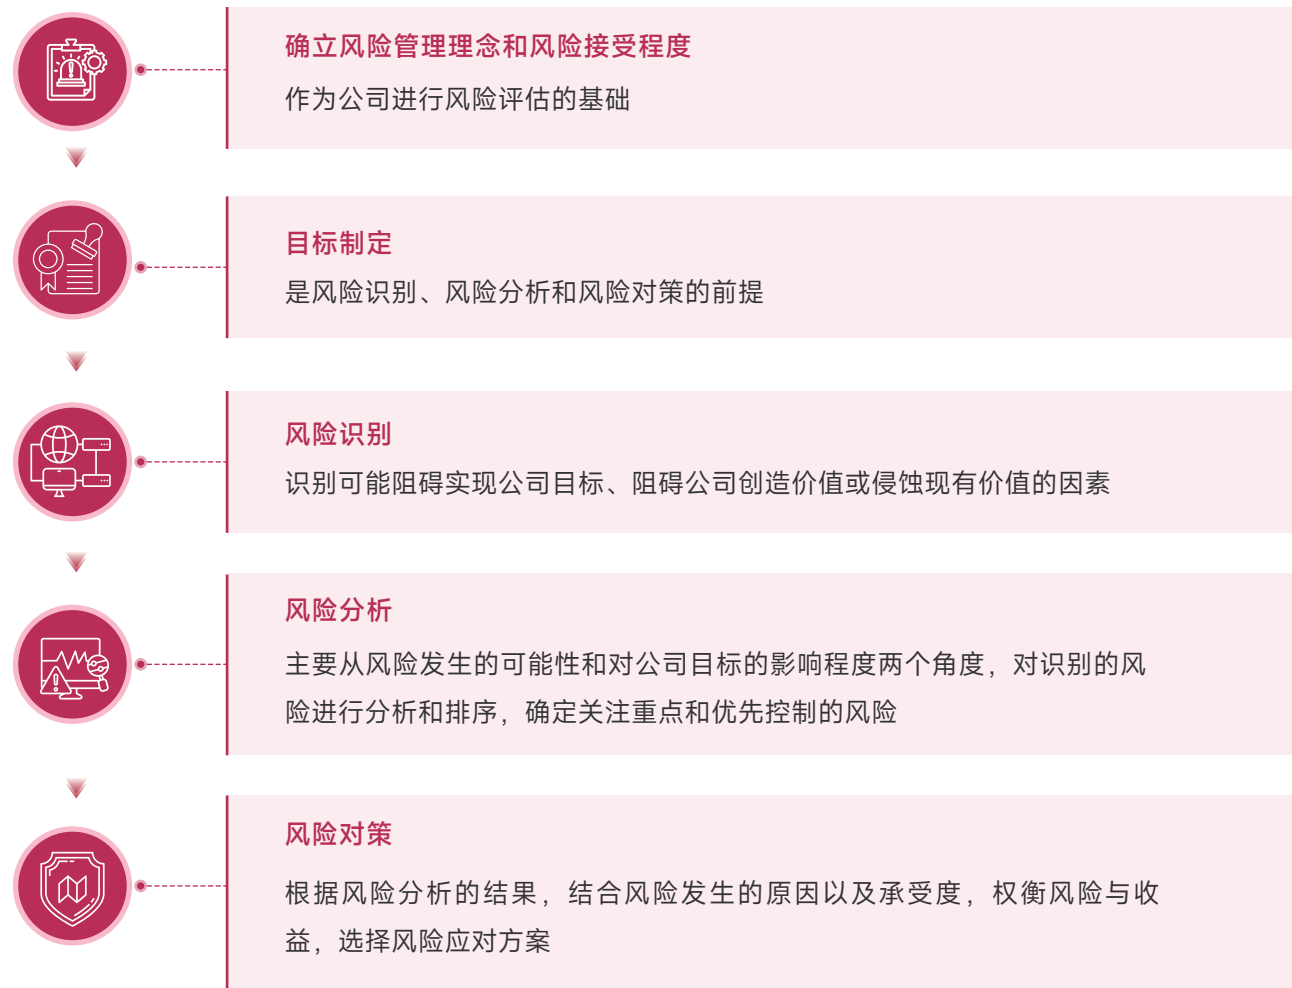 确立风险管理理念和风险接受程度
作为公司进行风险评估的基础
目标制定
是风险识别、风险分析和风险对策的前提
风险识别
识别可能阻碍实现公司目标、阻碍公司创造价值或侵蚀现有价值的因素
风险分析
主要从风险发生的可能性和对公司目标的影响程度两个角度，对识别的风
险进行分析和排序，确定关注重点和优先控制的风险
风险对策
根据风险分析的结果，结合风险发生的原因以及承受度，权衡风险与收
益，选择风险应对方案